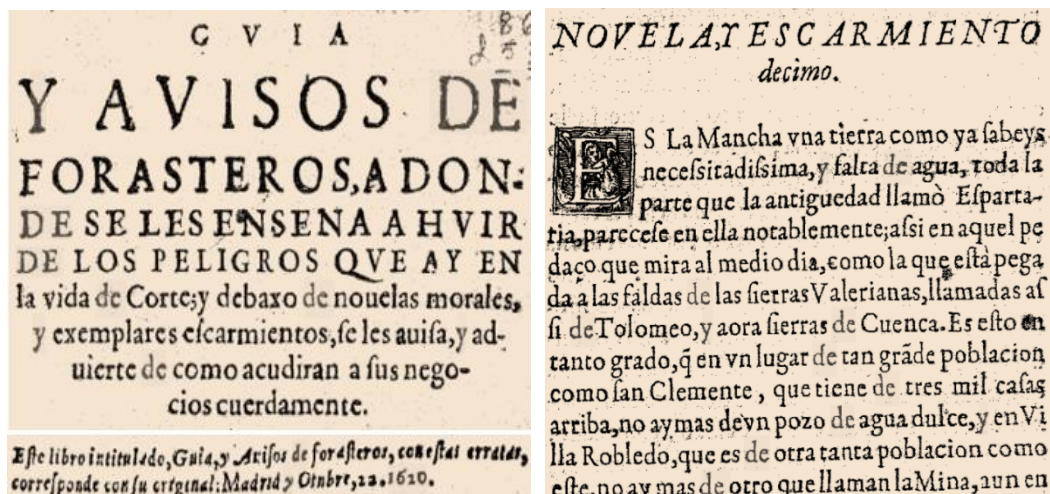 GVIA
Y AVISOS DE
FORASTEROS, ADON-
DE SE LES ENSENA A HVIR
DE LOS PELIGROS QVE AY EN
la vida de Corte; y debaxo de nouelas morales,
y exemplares escarmientos, se les auisa, y ad-
uierte de como acudiran a sus nego-
cios cuerdamente.
Este libro intitulado, Guia, y Auisos de forasteros, con estas erratas,
corresponde con su original: Madrid y Otubre, 22. 1620.
NOVELA, Y ESCARMIENTO
decimo.
ES La Mancha vna tierra como ya sabeys
necessitadissima, y falta de agua, toda la
parte que la antiguedad llamò Esparta-
ria, parecese en ella notablemente; assi en aquel pe
daço que mira al medio dia, como la que està pega
da a las faldas de las sierras Valerianas, llamadas as
si de Tolomeo, y aora sierras de Cuenca. Es esto en
tanto grado, q̃ en vn lugar de tan grãde poblacion
como san Clemente, que tiene de tres mil casas
arriba, no ay mas de vn pozo de agua dulce, y en Vi
lla Robledo, que es de otra tanta poblacion como
este, no ay mas de otro que llaman la Mina, aun en